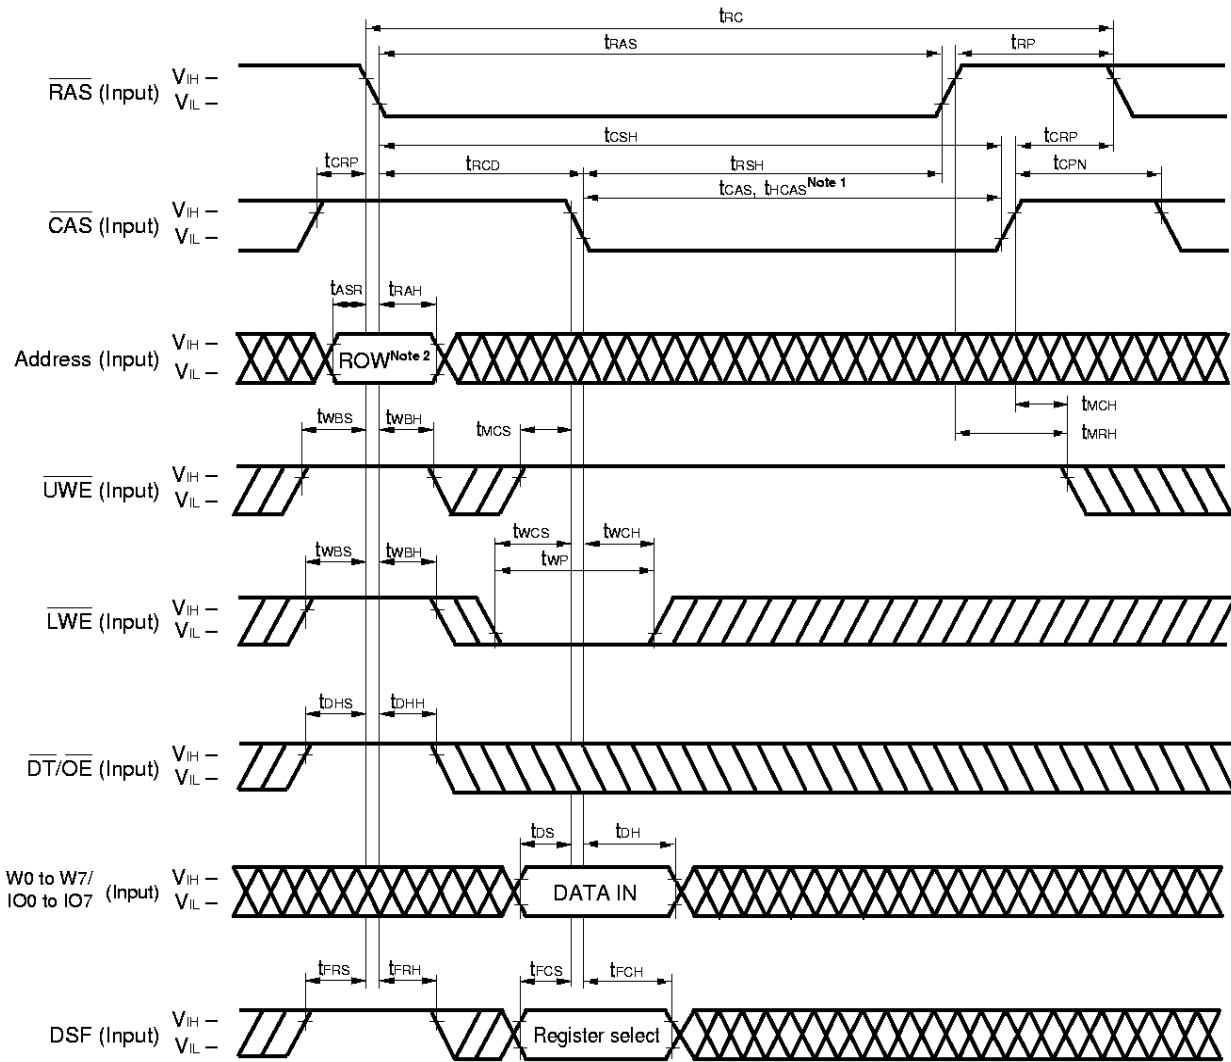 tRC
tRAS tRP
RAS (Input) VIH –
VIL –
tCSH tCRP
tCRP tRCD tRSH tCPN
tCAS, tHCAS Note 1
CAS (Input) VIH –
VIL –
tASR tRAH
Address (Input) VIH –
VIL –
ROW Note 2
tMCH
tWBS tWBH tMCS tMRH
UWE (Input) VIH –
VIL –
tWCS tWCH
tWBS tWBH tWP
LWE (Input) VIH –
VIL –
tDHS tDHH
DT/OE (Input) VIH –
VIL –
tDS tDH
W0 to W7/
IO0 to IO7 (Input) VIH –
VIL –
DATA IN
tFRS tFRH tFCS tFCH
DSF (Input) VIH –
VIL –
Register select